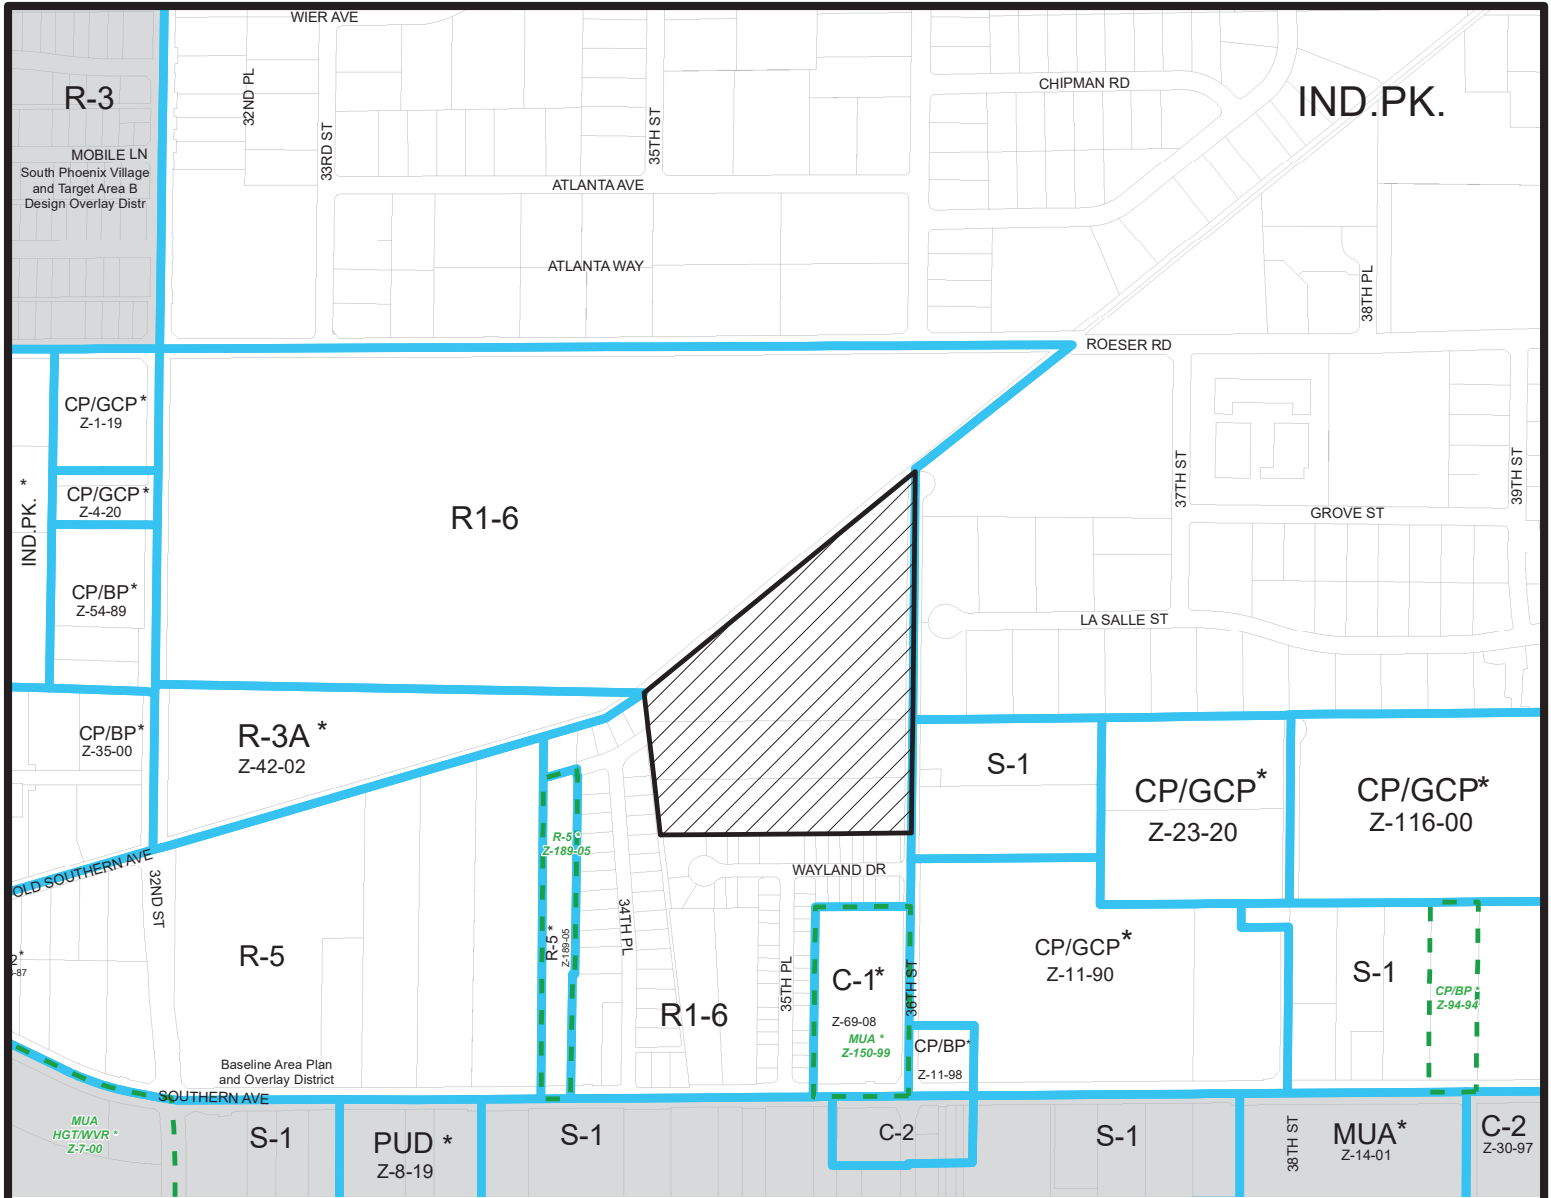 WIER AVE
R-3
32ND PL
33RD ST
35TH ST
CHIPMAN RD
IND.PK.
MOBILE LN
South Phoenix Village
and Target Area B
Design Overlay Distr
ATLANTA AVE
ATLANTA WAY
38TH PL
ROESER RD
CP/GCP *
Z-1-19
IND.PK. *
CP/GCP *
Z-4-20
R1-6
37TH ST
39TH ST
GROVE ST
CP/BP *
Z-54-89
LA SALLE ST
CP/BP *
Z-35-00
R-3A *
Z-42-02
S-1
CP/GCP *
Z-23-20
CP/GCP *
Z-116-00
R-5 *
Z-189-05
OLD SOUTHERN AVE
32ND ST
WAYLAND DR
34TH PL
R-5 *
Z-189-05
2 *
-87
R-5
R1-6
35TH PL
C-1 *
Z-69-08
MUA *
Z-150-99
36TH ST
CP/GCP *
Z-11-90
S-1
CP/BP *
Z-94-94
CP/BP *
Z-11-98
Baseline Area Plan
and Overlay District
SOUTHERN AVE
MUA
HGT/WVR *
Z-7-00
S-1
PUD *
Z-8-19
S-1
C-2
S-1
38TH ST
MUA *
Z-14-01
C-2
Z-30-97